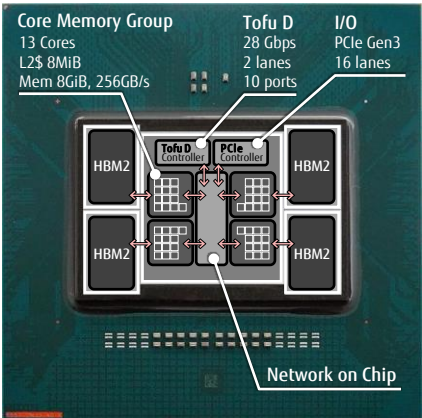 Core Memory Group
13 Cores
L2$ 8MiB
Mem 8GiB, 256GB/s
Tofu D
28 Gbps
2 lanes
10 ports
I/O
PCIe Gen3
16 lanes
Tofu D
Controller
PCIe
Controller
HBM2
HBM2
HBM2
HBM2
Network on Chip